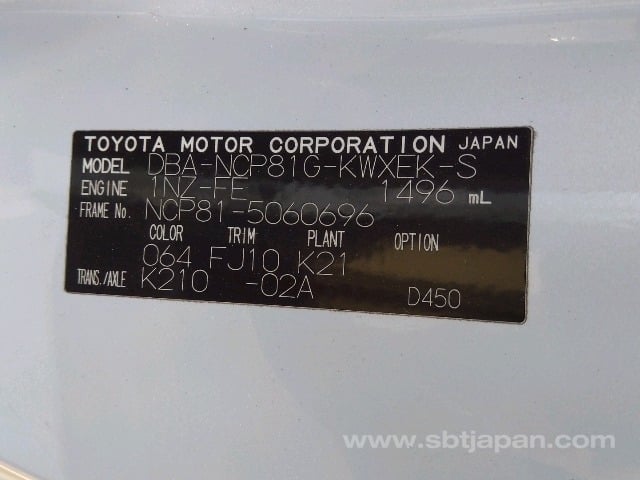 TOYOTA MOTOR CORPORATION JAPAN
MODEL DBA-NCP81G-KWXEK-S
ENGINE 1NZ-FE 1496 mL
FRAME No. NCP81-5060696
COLOR TRIM PLANT OPTION
064 FJ10 K21
TRANS./AXLE K210 -02A D450
www.sbtjapan.com